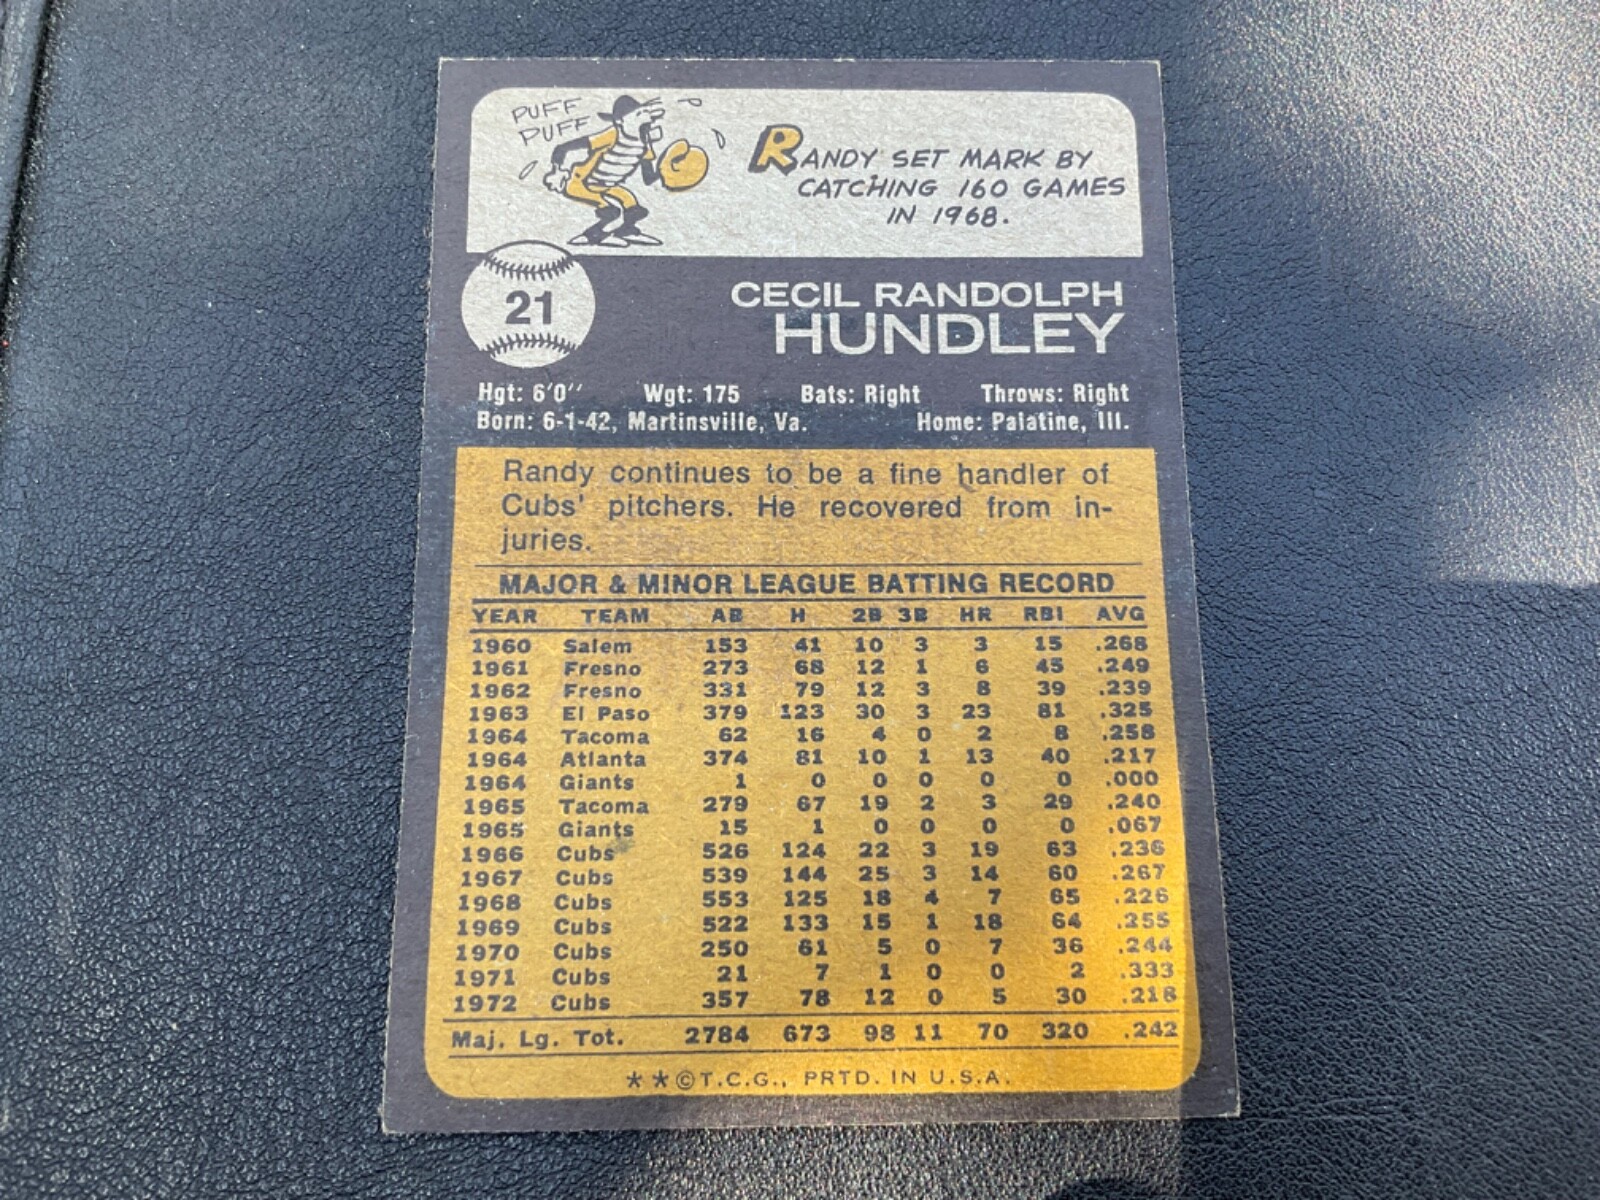 PUFF
PUFF
RANDY SET MARK BY
CATCHING 160 GAMES
IN 1968.
21
CECIL RANDOLPH
HUNDLEY
Hgt: 6'0" Wgt: 175 Bats: Right Throws: Right
Born: 6-1-42, Martinsville, Va. Home: Palatine, Ill.
Randy continues to be a fine handler of
Cubs' pitchers. He recovered from in-
juries.
MAJOR & MINOR LEAGUE BATTING RECORD
YEAR TEAM AB H 2B 3B HR RBI AVG
1960 Salem 153 41 10 3 3 15 .268
1961 Fresno 273 68 12 1 6 45 .249
1962 Fresno 331 79 12 3 8 39 .239
1963 El Paso 379 123 30 3 23 81 .325
1964 Tacoma 62 16 4 0 2 8 .258
1964 Atlanta 374 81 10 1 13 40 .217
1964 Giants 1 0 0 0 0 0 .000
1965 Tacoma 279 67 19 2 3 29 .240
1965 Giants 15 1 0 0 0 0 .067
1966 Cubs 526 124 22 3 19 63 .236
1967 Cubs 539 144 25 3 14 60 .267
1968 Cubs 553 125 18 4 7 65 .226
1969 Cubs 522 133 15 1 18 64 .255
1970 Cubs 250 61 5 0 7 36 .244
1971 Cubs 21 7 1 0 0 2 .333
1972 Cubs 357 78 12 0 5 30 .218
Maj. Lg. Tot. 2784 673 98 11 70 320 .242
**©T.C.G., PRTD. IN U.S.A.